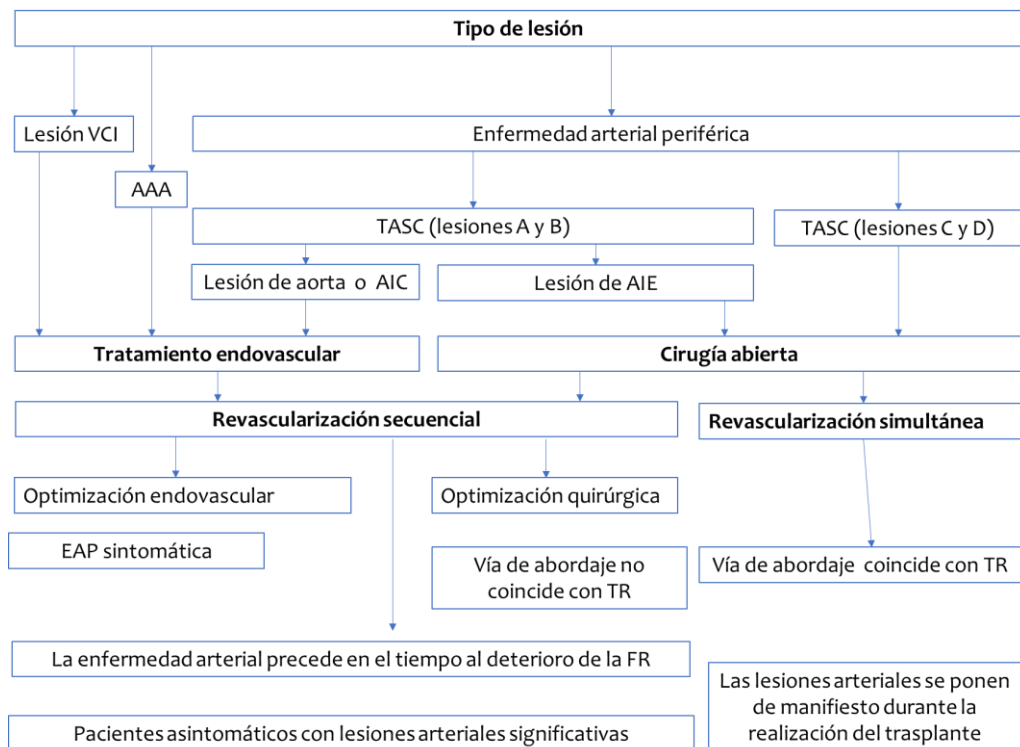 Tipo de lesión
Lesión VCI
Enfermedad arterial periférica
AAA
TASC (lesiones A y B)
TASC (lesiones C y D)
Lesión de aorta o AIC
Lesión de AIE
Tratamiento endovascular
Cirugía abierta
Revascularización secuencial
Revascularización simultánea
Optimización endovascular
Optimización quirúrgica
EAP sintomática
Vía de abordaje no
coincide con TR
Vía de abordaje coincide con TR
La enfermedad arterial precede en el tiempo al deterioro de la FR
Las lesiones arteriales se ponen
de manifiesto durante la
realización del trasplante
Pacientes asintomáticos con lesiones arteriales significativas